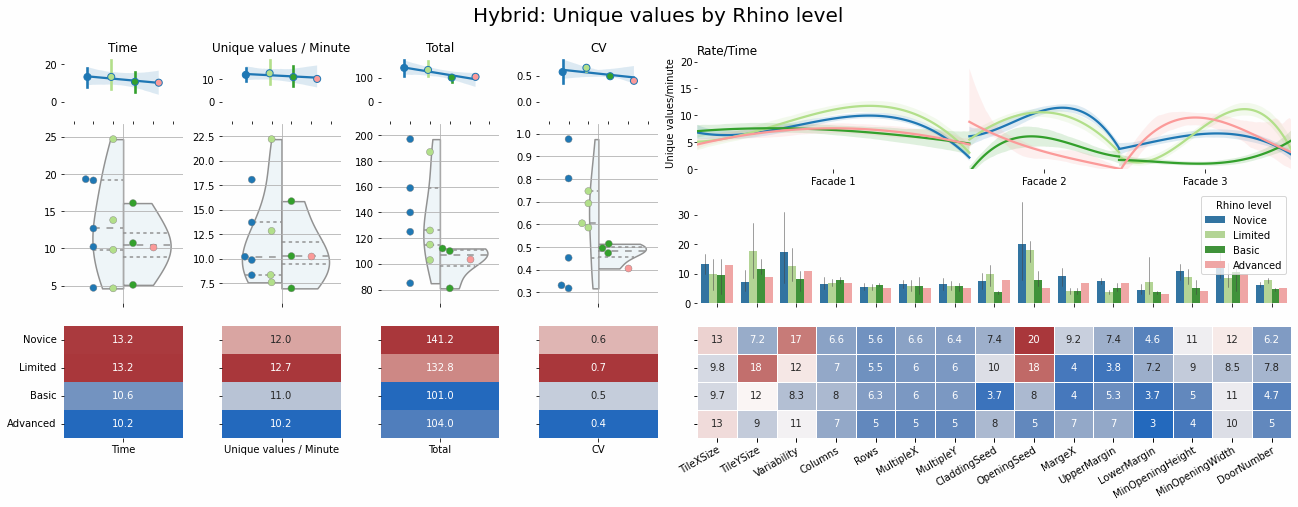 Hybrid: Unique values by Rhino level
Time
Unique values / Minute
Total
CV
Rate/Time
20
0
10
0
100
0
0.5
0.0
Unique values/minute
20
15
10
5
0
Facade 1
Facade 2
Facade 3
25
20
15
10
5
22.5
20.0
17.5
15.0
12.5
10.0
7.5
200
180
160
140
120
100
80
1.0
0.9
0.8
0.7
0.6
0.5
0.4
0.3
30
20
10
0
Rhino level
Novice
Limited
Basic
Advanced
Novice 13.2 12.0 141.2 0.6 13 7.2 17 6.6 5.6 6.6 6.4 7.4 20 9.2 7.4 4.6 11 12 6.2
Limited 13.2 12.7 132.8 0.7 9.8 18 12 7 5.5 6 6 10 18 4 3.8 7.2 9 8.5 7.8
Basic 10.6 11.0 101.0 0.5 9.7 12 8.3 8 6.3 6 6 3.7 8 4 5.3 3.7 5 11 4.7
Advanced 10.2 10.2 104.0 0.4 13 9 11 7 5 5 5 8 5 7 7 3 4 10 5
Time
Unique values / Minute
Total
CV
TileXSize
TileYSize
Variability
Columns
Rows
MultipleX
MultipleY
CladdingSeed
OpeningSeed
MargeX
UpperMargin
LowerMargin
MinOpeningHeight
MinOpeningWidth
DoorNumber